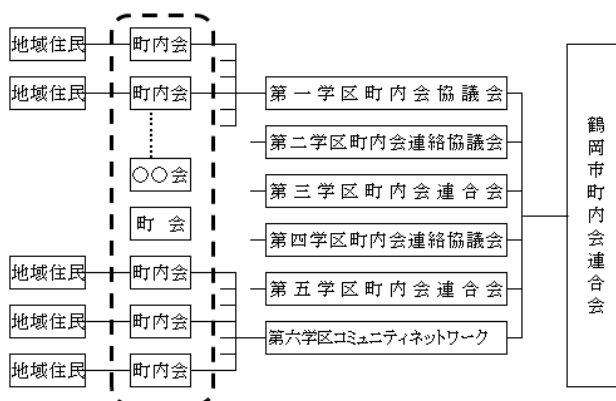 地域住民
町内会
地域住民
町内会
第一学区町内会協議会
第二学区町内会連絡協議会
〇〇会
第三学区町内会連合会
町 会
第四学区町内会連絡協議会
地域住民
町内会
第五学区町内会連合会
地域住民
町内会
第六学区コミュニティネットワーク
地域住民
町内会
鶴岡市町内会連合会